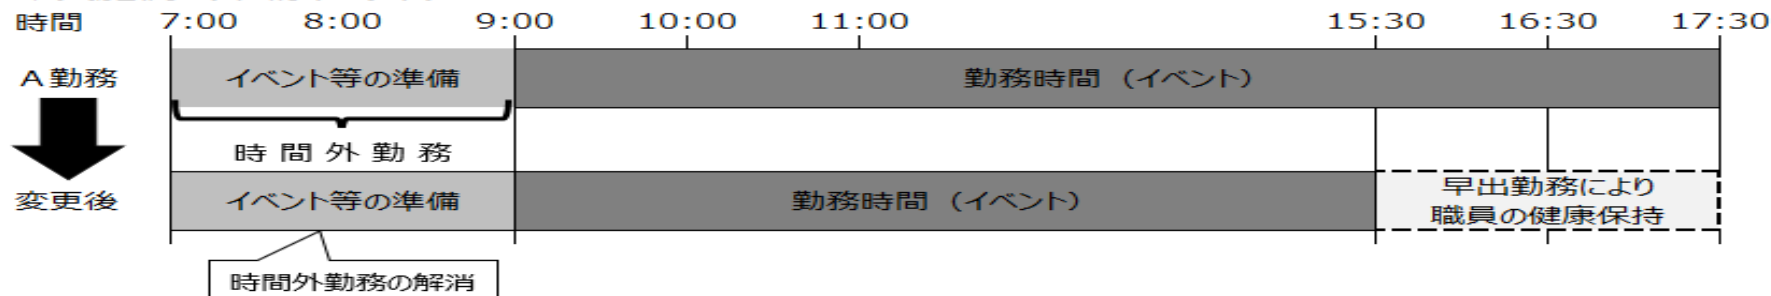 時間 7:00 8:00 9:00 10:00 11:00 15:30 16:30 17:30
A勤務 イベント等の準備 勤務時間（イベント）
時間外勤務
変更後 イベント等の準備 勤務時間（イベント） 早出勤務により
職員の健康保持
時間外勤務の解消